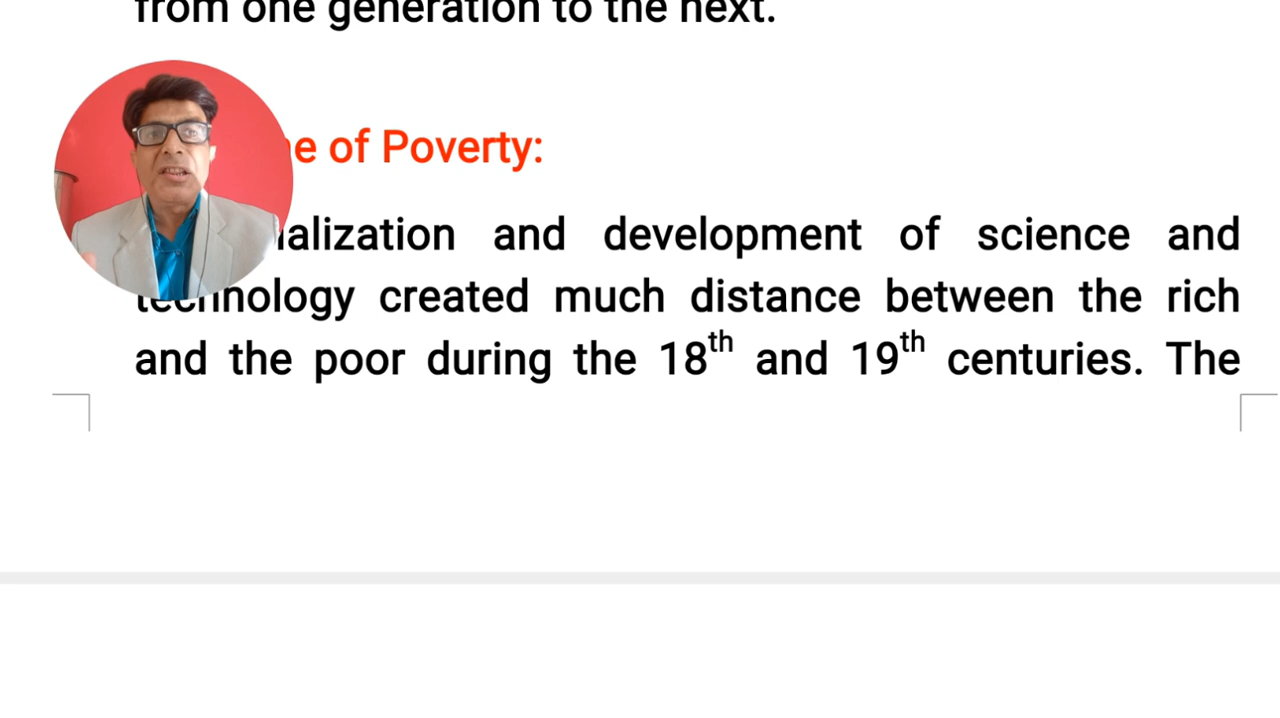 from one generation to the next.
of Poverty:
and development of science and
technology created much distance between the rich
and the poor during the 18th and 19th centuries. The